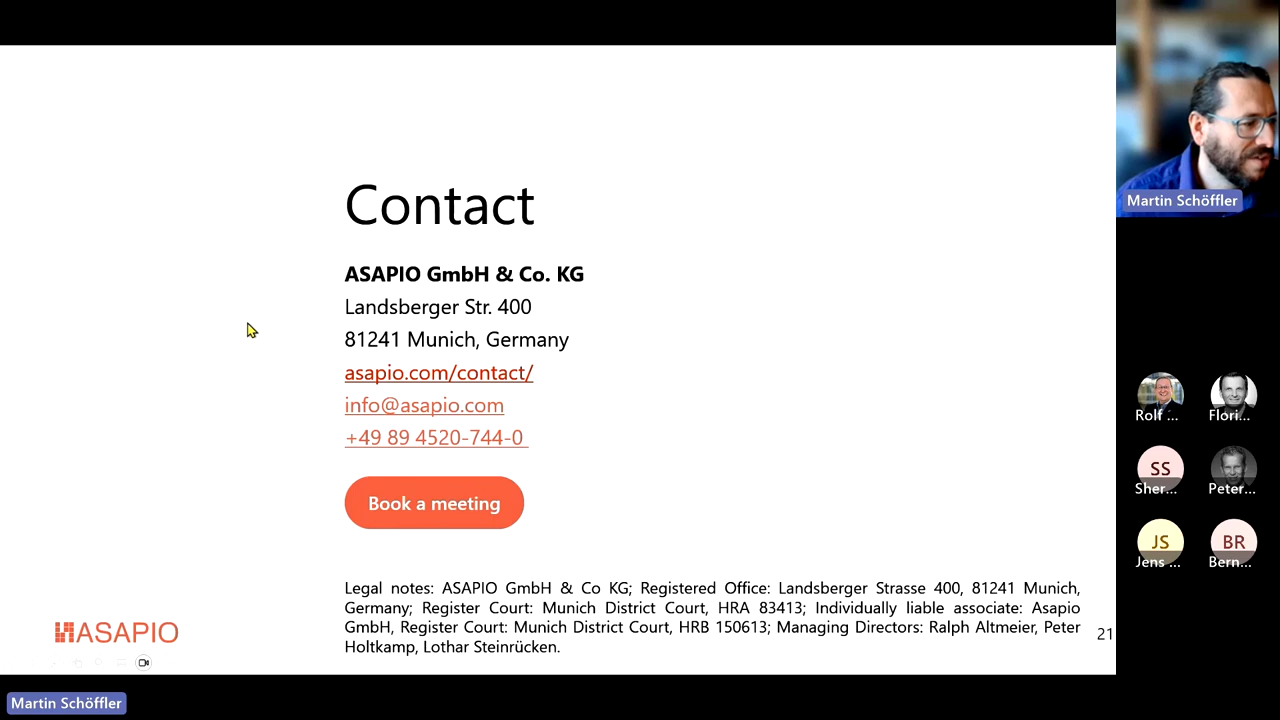 Contact
ASAPIO GmbH & Co. KG
Landsberger Str. 400
81241 Munich, Germany
asapio.com/contact/
info@asapio.com
+49 89 4520-744-0
Book a meeting
Legal notes: ASAPIO GmbH & Co KG; Registered Office: Landsberger Strasse 400, 81241 Munich,
Germany; Register Court: Munich District Court, HRA 83413; Individually liable associate: Asapio
GmbH, Register Court: Munich District Court, HRB 150613; Managing Directors: Ralph Altmeier, Peter
Holtkamp, Lothar Steinrücken.
21
ASAPIO
Martin Schöffler
Martin Schöffler
Rolf ...
Flori...
SS
Sher...
Peter...
JS
Jens ...
BR
Bern...